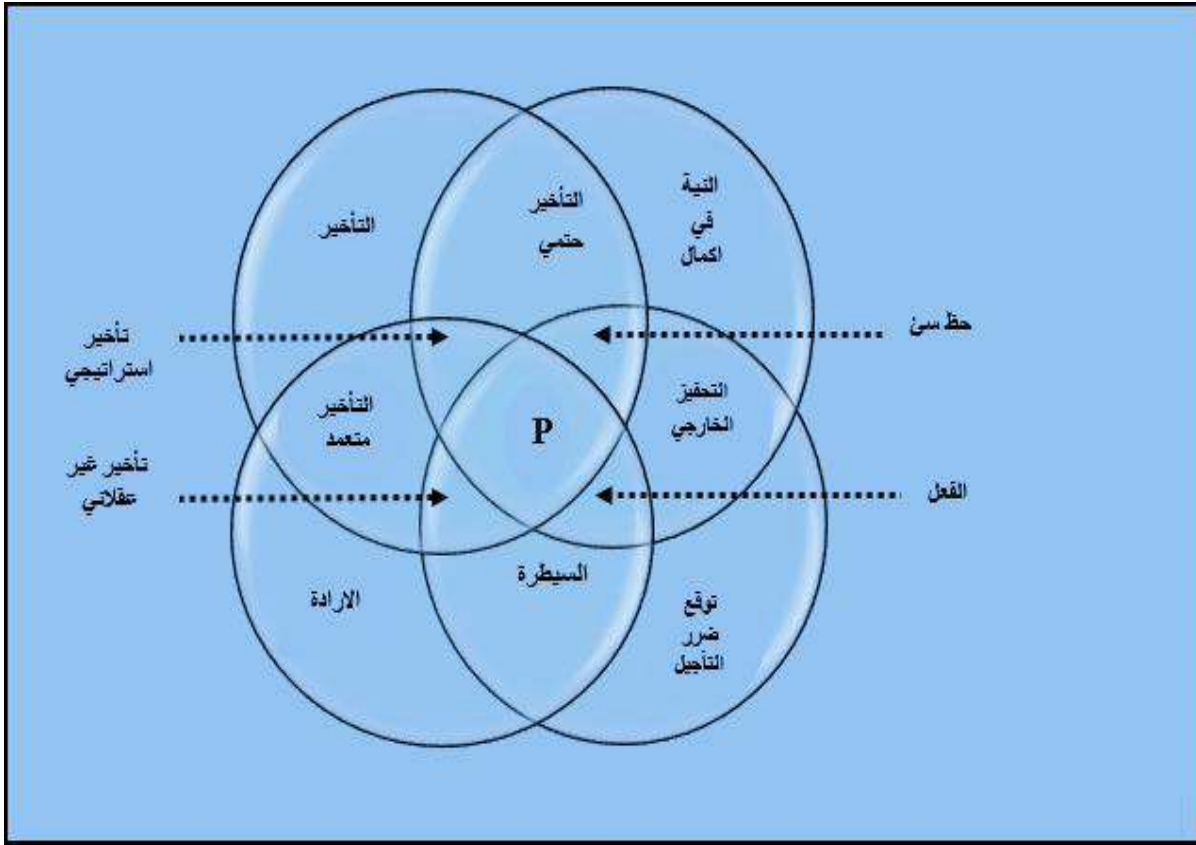 النية
في
اكمال
التأخير
حتمي
التأخير
حظ سئ
تأخير
استراتيجي
التحفيز
الخارجي
P
التأخير
متعمد
تأخير غير
عقلاني
الفعل
السيطرة
الارادة
توقع
ضرر
التأجيل